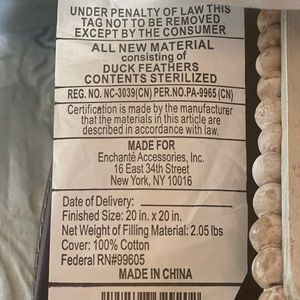 UNDER PENALTY OF LAW THIS
TAG NOT TO BE REMOVED
EXCEPT BY THE CONSUMER
ALL NEW MATERIAL
consisting of
DUCK FEATHERS
CONTENTS STERILIZED
REG. NO. NC-3039(CN) PER.NO.PA-9965 (CN)
Certification is made by the manufacturer
that the materials in this article are
described in accordance with law.
MADE FOR
Enchanté Accessories, Inc.
16 East 34th Street
New York, NY 10016
Date of Delivery:
Finished Size: 20 in. x 20 in.
Net Weight of Filling Material: 2.05 lbs
Cover: 100% Cotton
Federal RN#99605
MADE IN CHINA